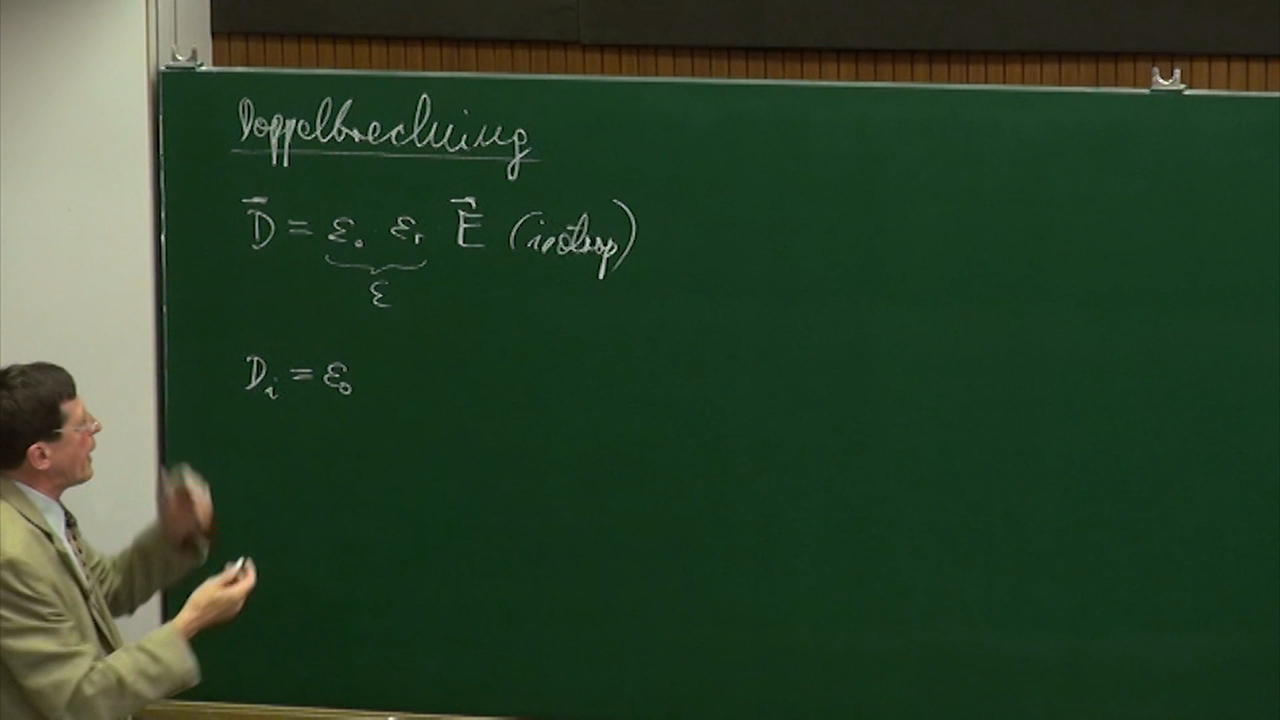 Doppelbrechung
D⃗ = ε₀ εᵣ E⃗ (isotrop)
ε
Dᵢ = ε₀